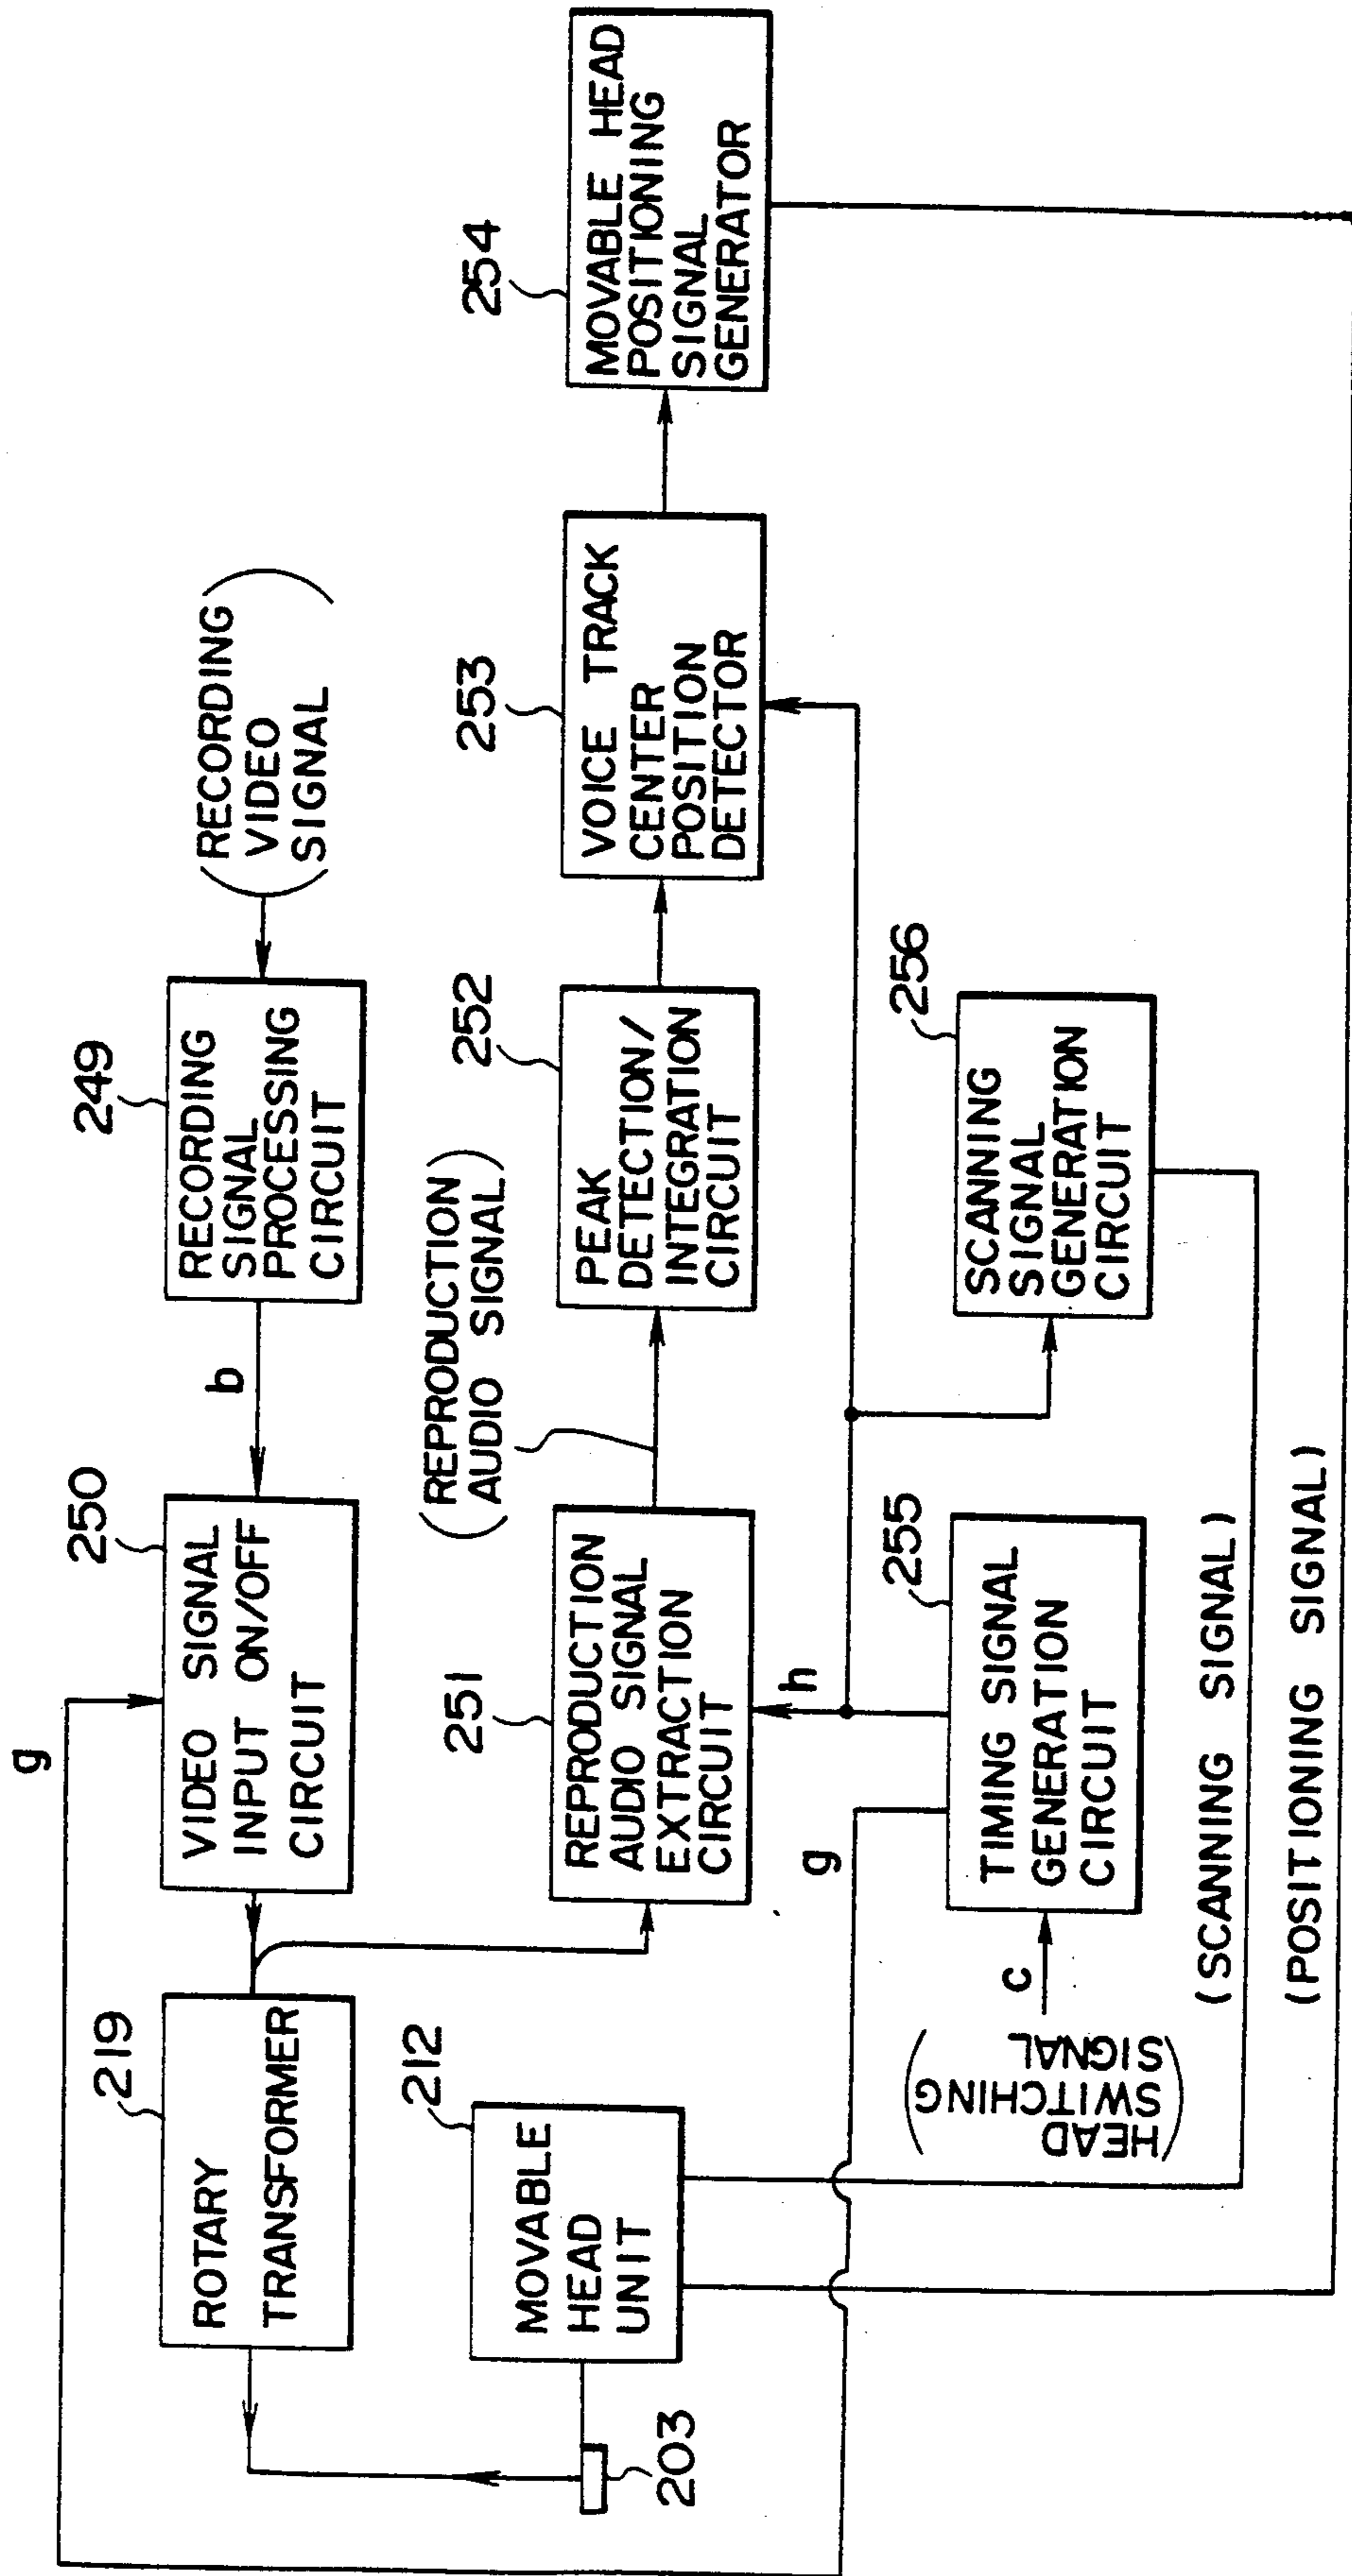 g
219
ROTARY
TRANSFORMER
250
VIDEO SIGNAL
INPUT ON/OFF
CIRCUIT
b
249
RECORDING
SIGNAL
PROCESSING
CIRCUIT
(RECORDING
VIDEO
SIGNAL)
203
212
MOVABLE
HEAD
UNIT
251
REPRODUCTION
AUDIO SIGNAL
EXTRACTION
CIRCUIT
(REPRODUCTION
AUDIO SIGNAL)
252
PEAK
DETECTION/
INTEGRATION
CIRCUIT
253
VOICE TRACK
CENTER
POSITION
DETECTOR
254
MOVABLE HEAD
POSITIONING
SIGNAL
GENERATOR
g
h
(HEAD
SWITCHING
SIGNAL)
c
255
TIMING SIGNAL
GENERATION
CIRCUIT
256
SCANNING
SIGNAL
GENERATION
CIRCUIT
(SCANNING SIGNAL)
(POSITIONING SIGNAL)